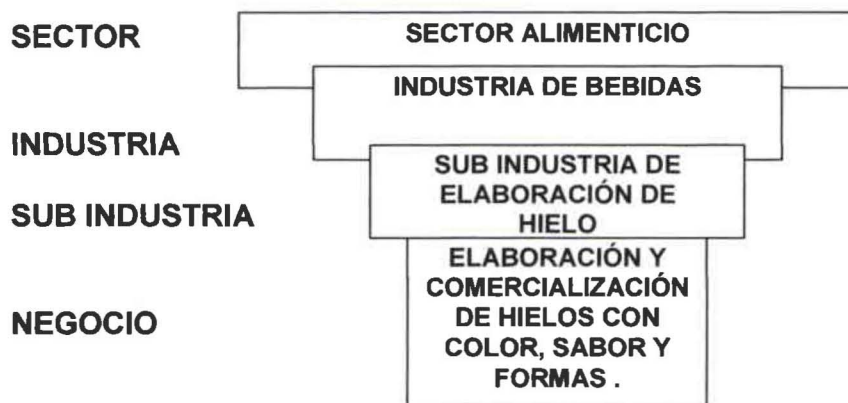 SECTOR
SECTOR ALIMENTICIO
INDUSTRIA DE BEBIDAS
INDUSTRIA
SUB INDUSTRIA DE
ELABORACIÓN DE
HIELO
SUB INDUSTRIA
ELABORACIÓN Y
COMERCIALIZACIÓN
DE HIELOS CON
COLOR, SABOR Y
FORMAS .
NEGOCIO